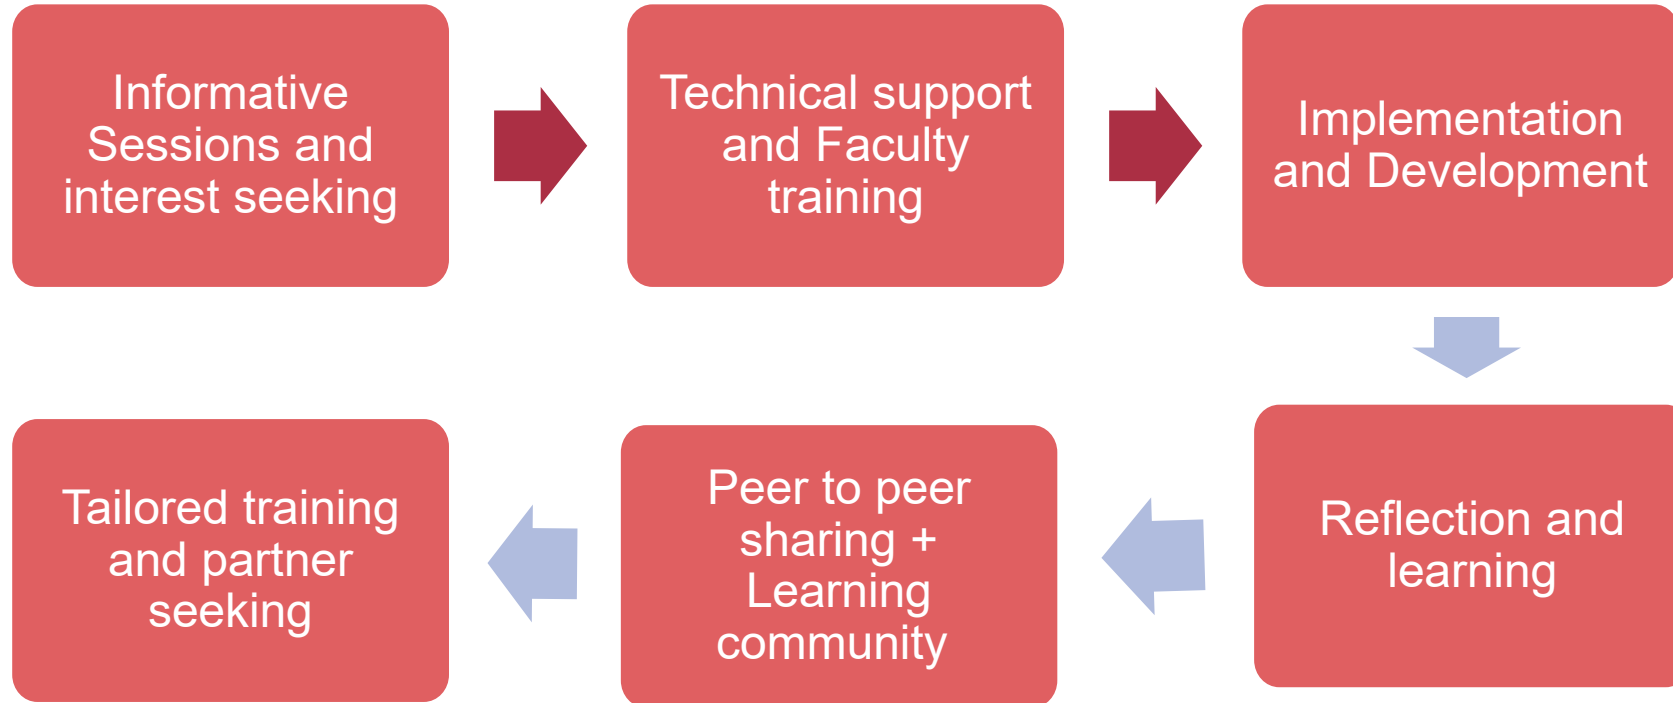 Informative
Sessions and
interest seeking
Technical support
and Faculty
training
Implementation
and Development
Tailored training
and partner
seeking
Peer to peer
sharing +
Learning
community
Reflection and
learning